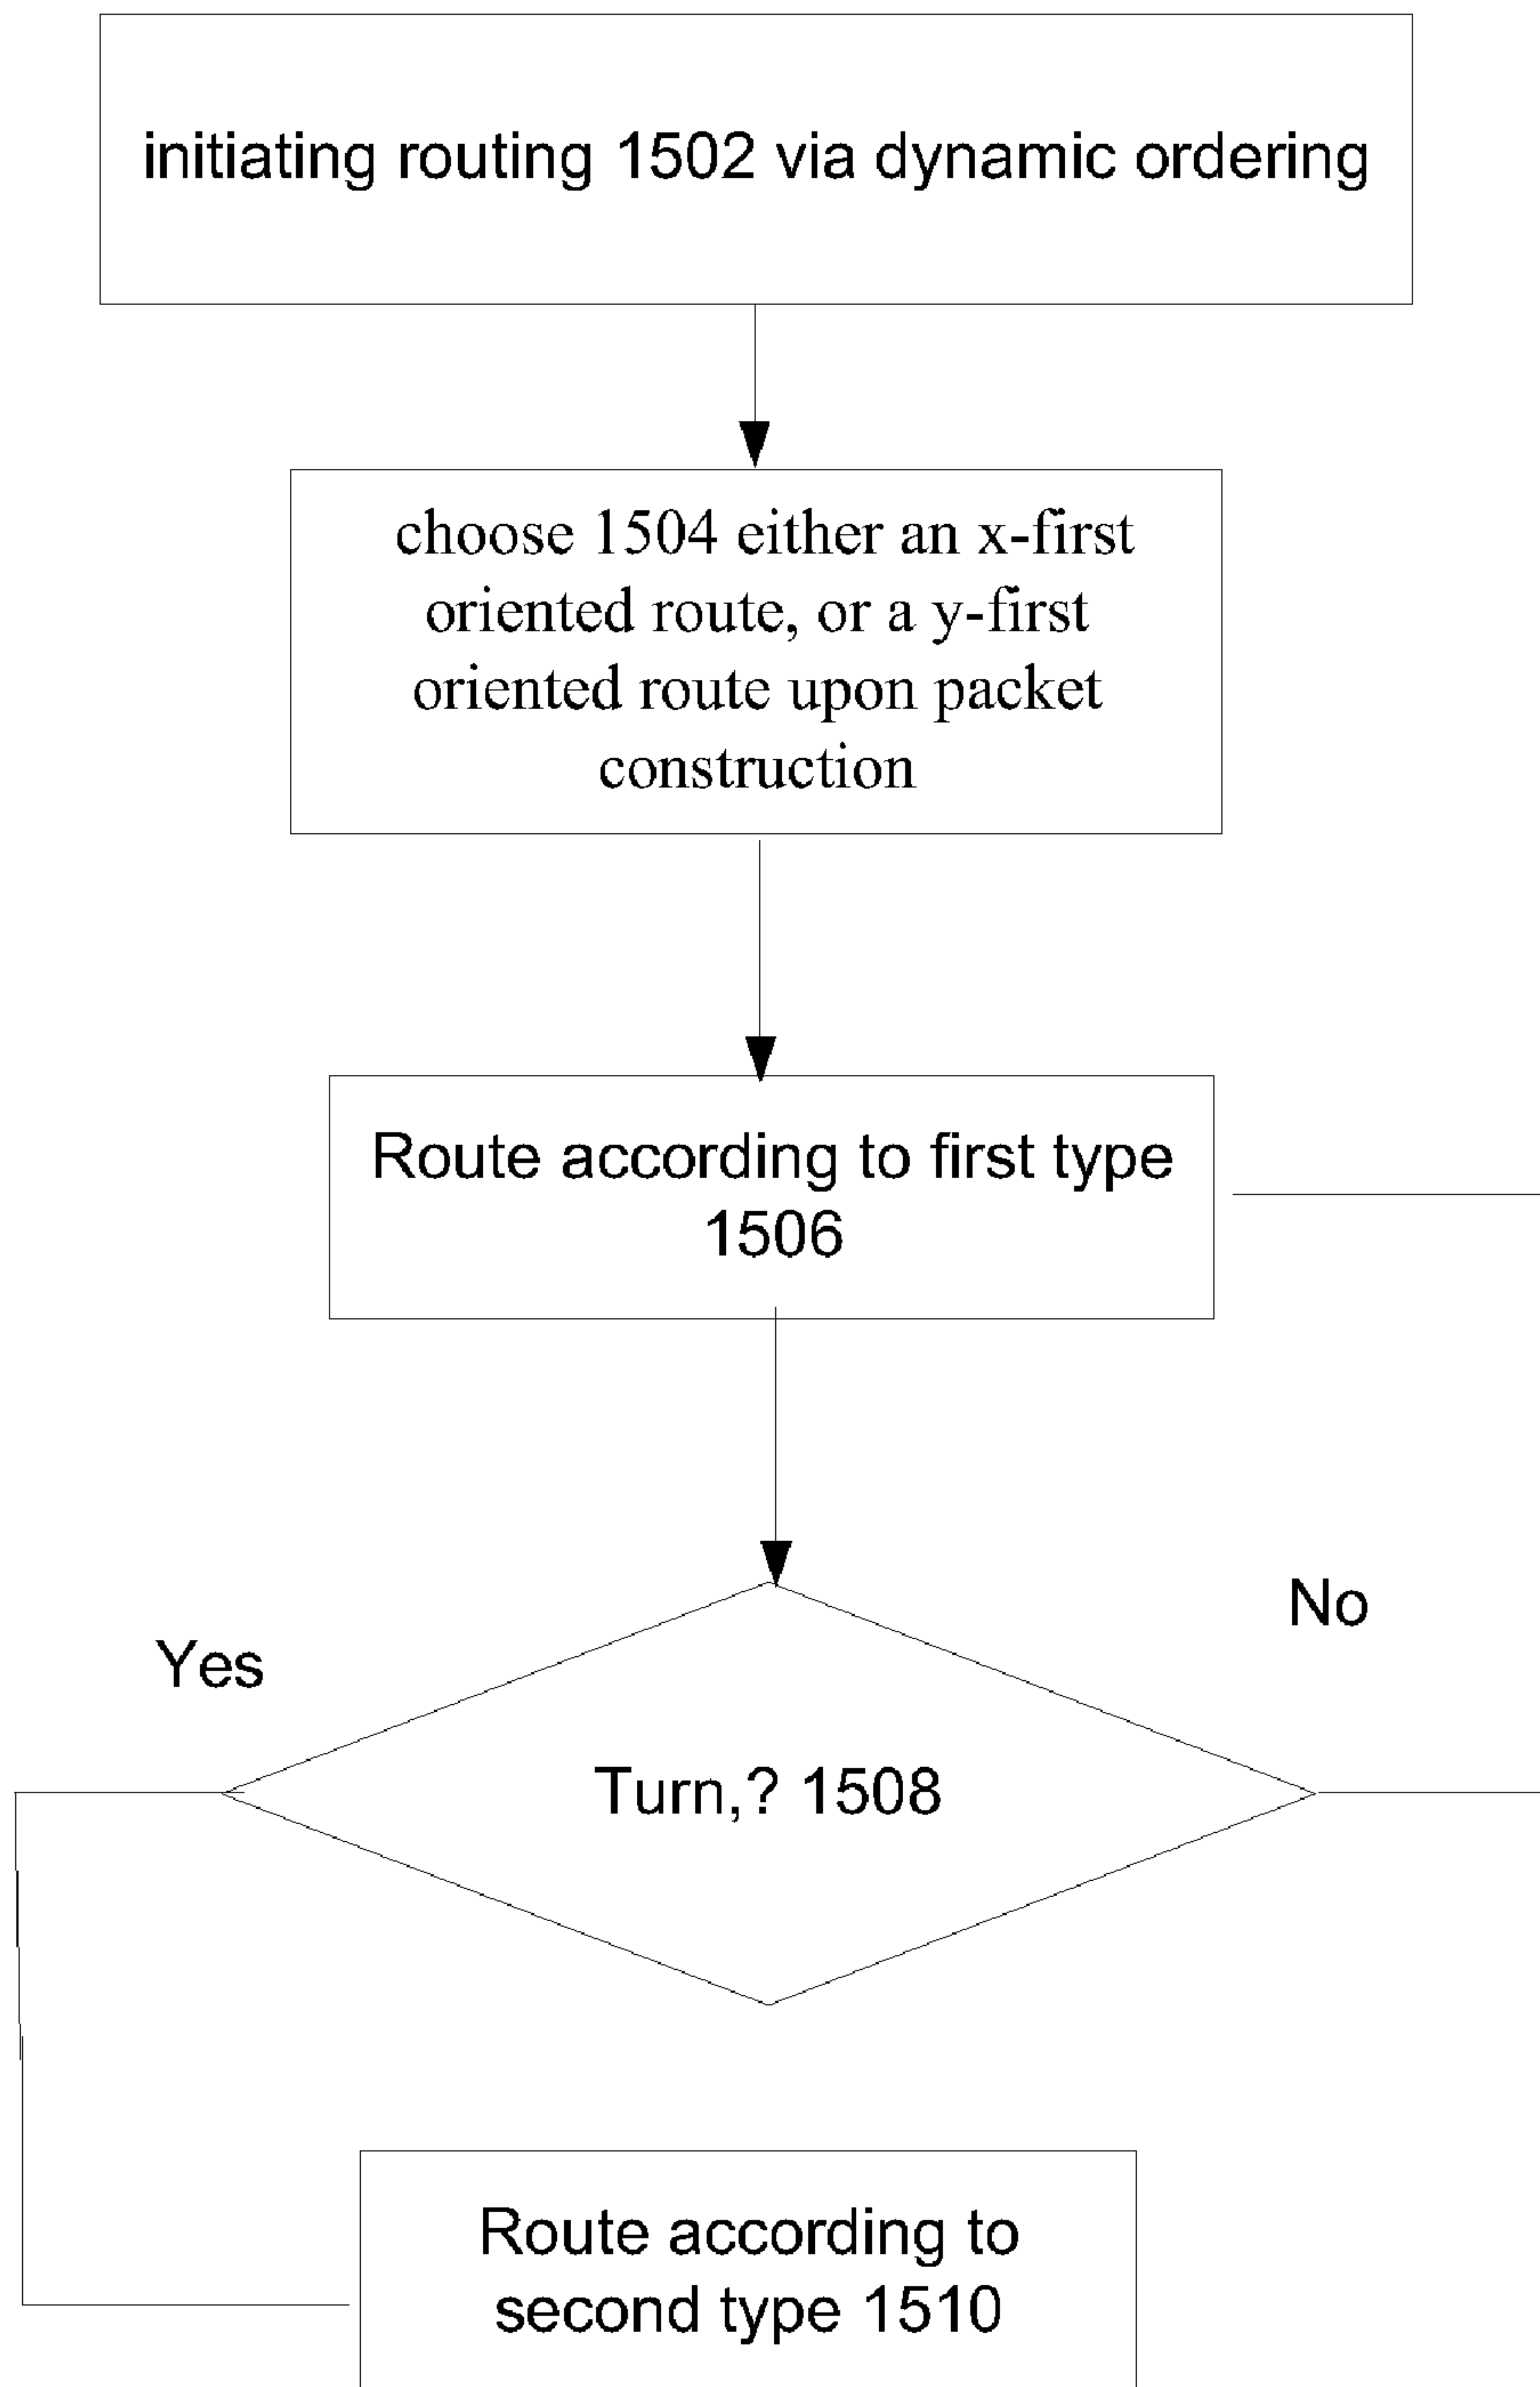 initiating routing 1502 via dynamic ordering
choose 1504 either an x-first
oriented route, or a y-first
oriented route upon packet
construction
Route according to first type
1506
No
Yes
Turn,? 1508
Route according to
second type 1510